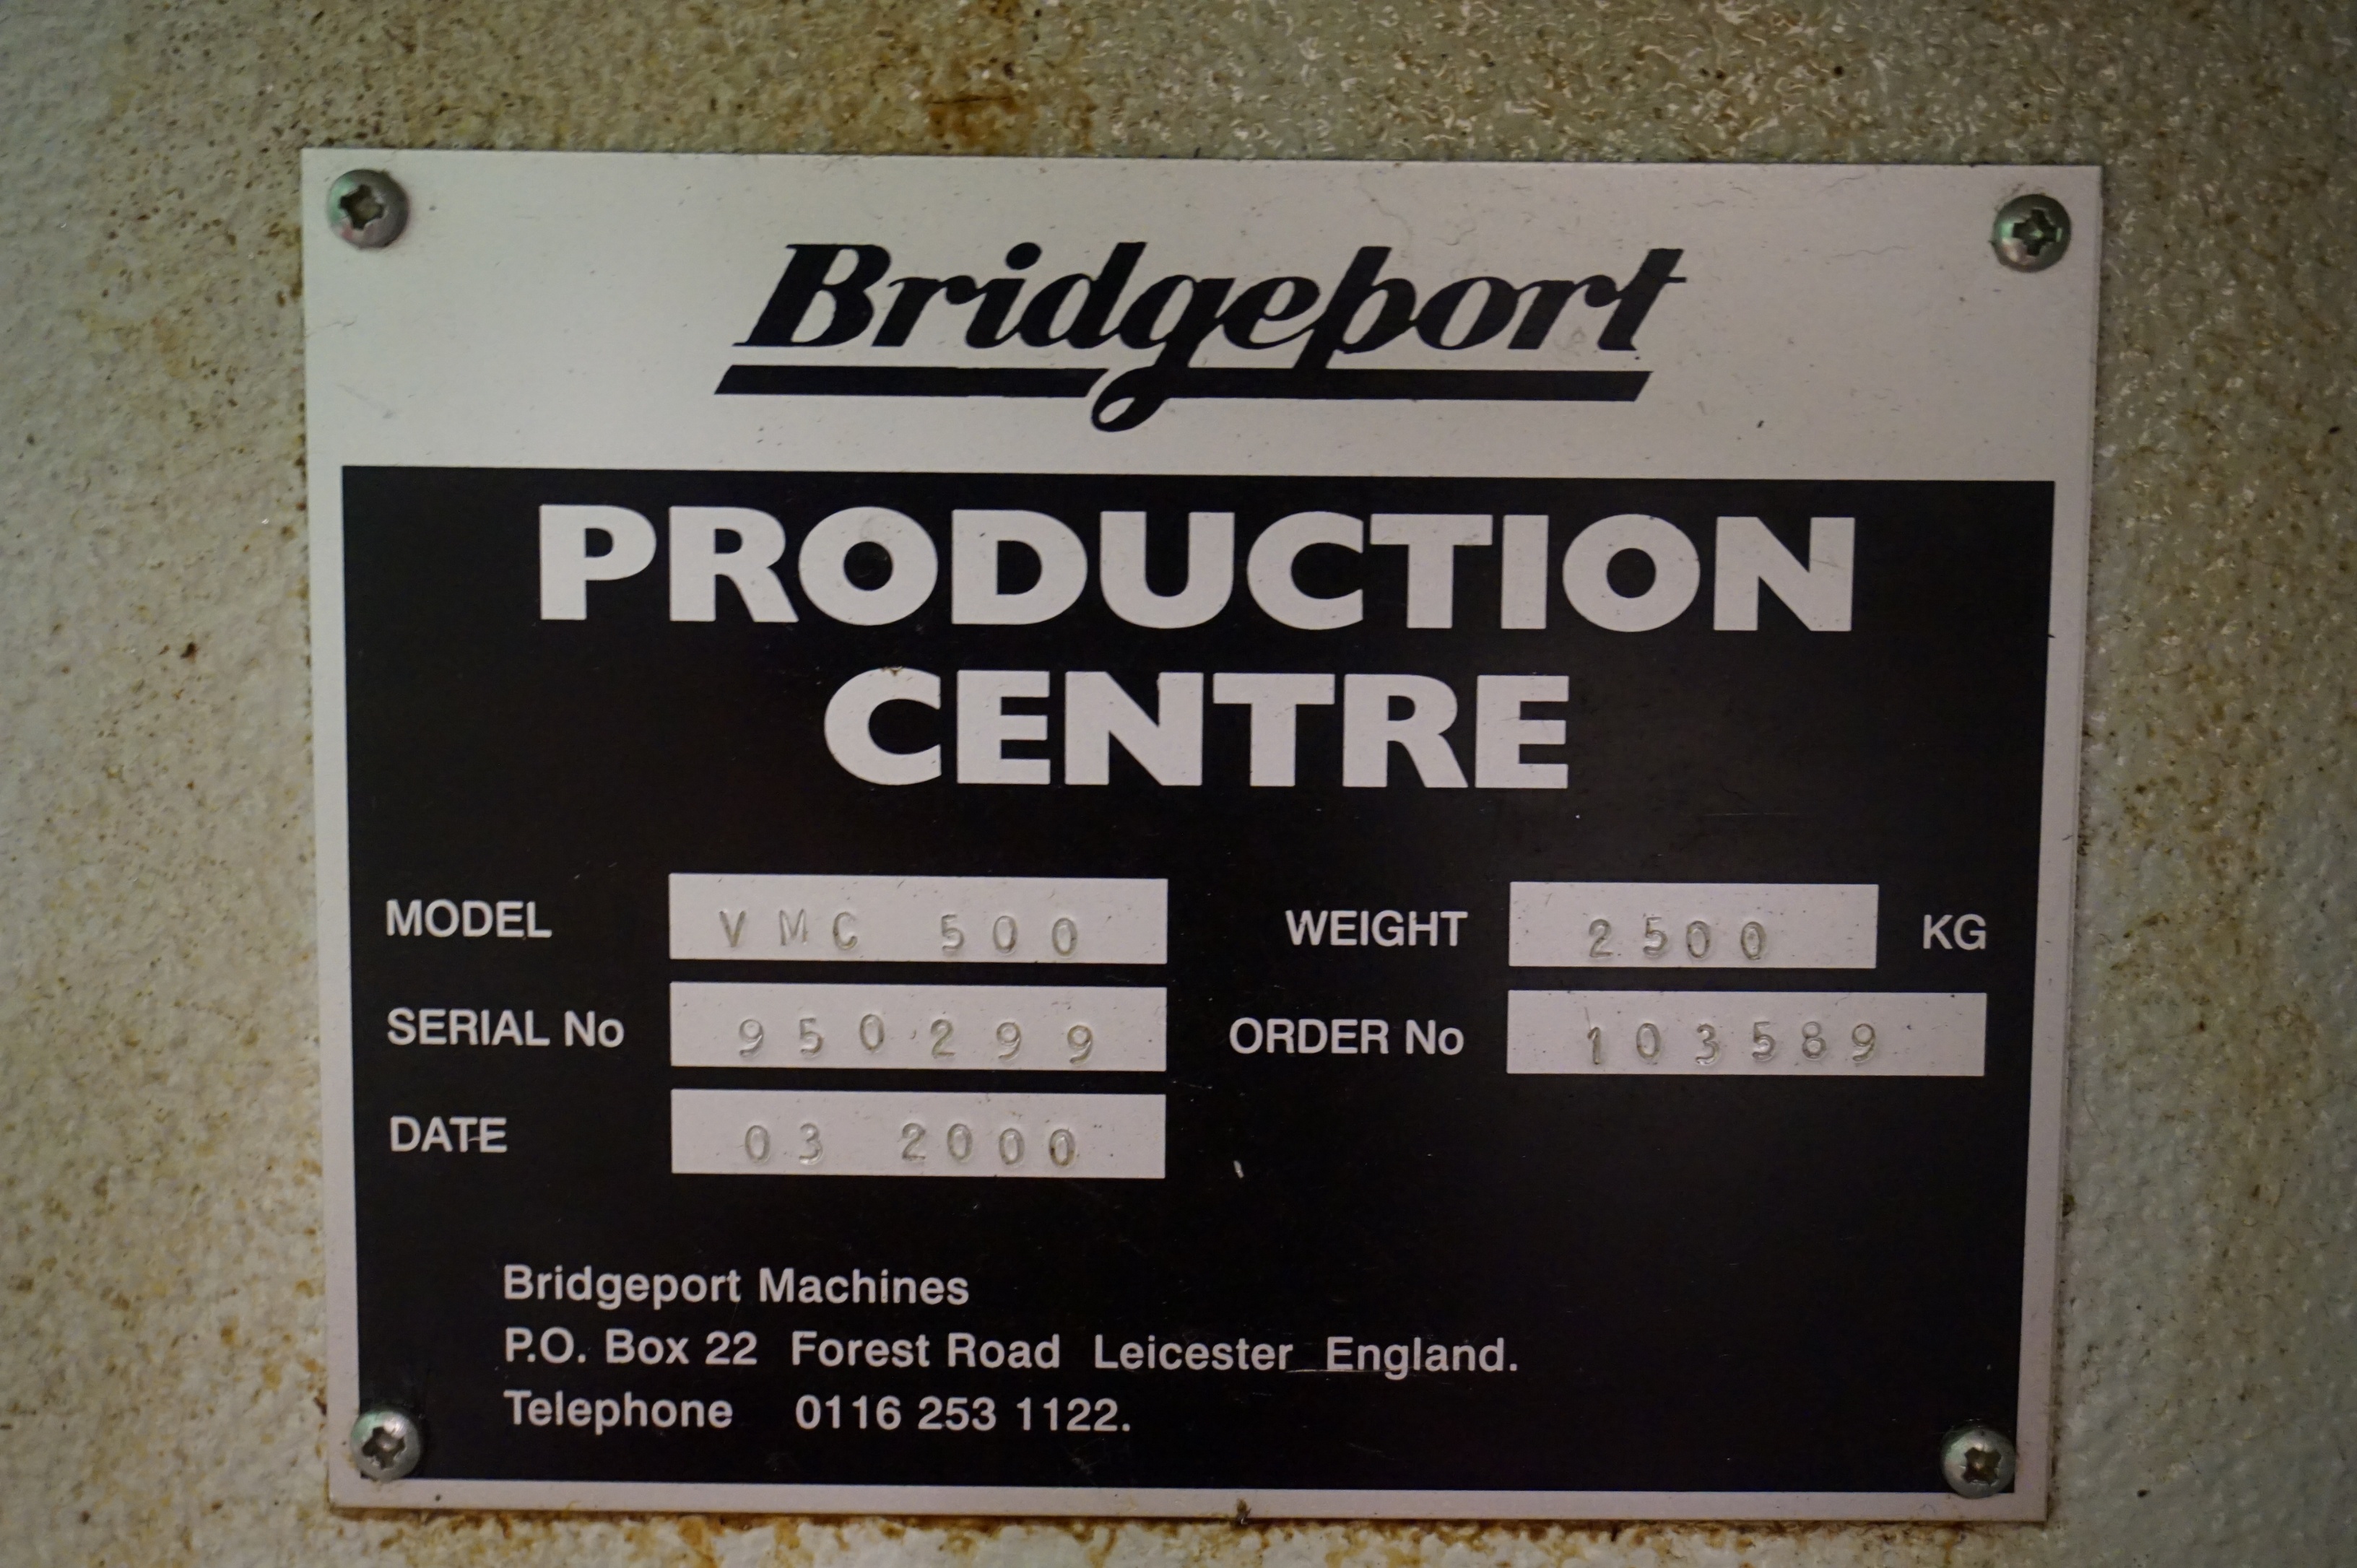 Bridgeport
PRODUCTION
CENTRE
MODEL VMC 500 WEIGHT 2500 KG
SERIAL No 950299 ORDER No 103589
DATE 03 2000
Bridgeport Machines
P.O. Box 22 Forest Road Leicester England.
Telephone 0116 253 1122.